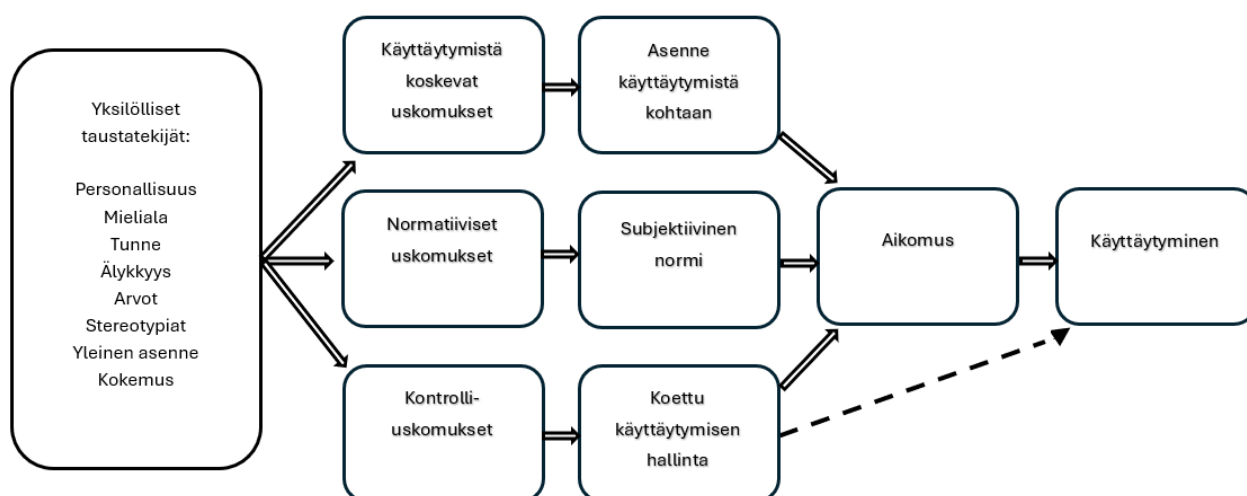 Yksilölliset
taustatekijät:
Personallisuus
Mieliala
Tunne
Älykkyys
Arvot
Stereotypiat
Yleinen asenne
Kokemus
Käyttäytymistä
koskevat
uskomukset
Asenne
käyttäytymistä
kohtaan
Normatiiviset
uskomukset
Subjektiivinen
normi
Aikomus
Käyttäytyminen
Kontrolli-
uskomukset
Koettu
käyttäytymisen
hallinta